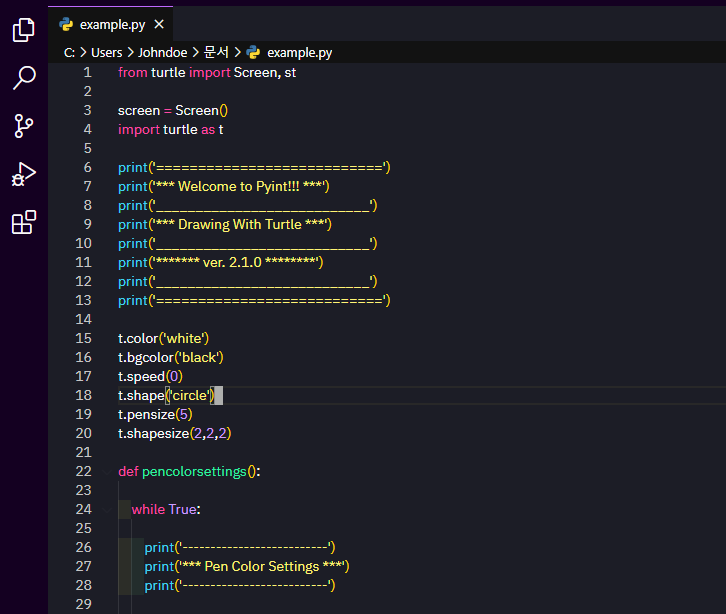 example.py ×
C: > Users > Johndoe > 문서 > example.py
1 from turtle import Screen, st
2
3 screen = Screen()
4 import turtle as t
5
6 print('===========================')
7 print('*** Welcome to Pyint!!! ***')
8 print('___________________________')
9 print('*** Drawing With Turtle ***')
10 print('___________________________')
11 print('******* ver. 2.1.0 ********')
12 print('___________________________')
13 print('===========================')
14
15 t.color('white')
16 t.bgcolor('black')
17 t.speed(0)
18 t.shape('circle')
19 t.pensize(5)
20 t.shapesize(2,2,2)
21
22 def pencolorsettings():
23
24 while True:
25
26 print('--------------------------')
27 print('*** Pen Color Settings ***')
28 print('--------------------------')
29